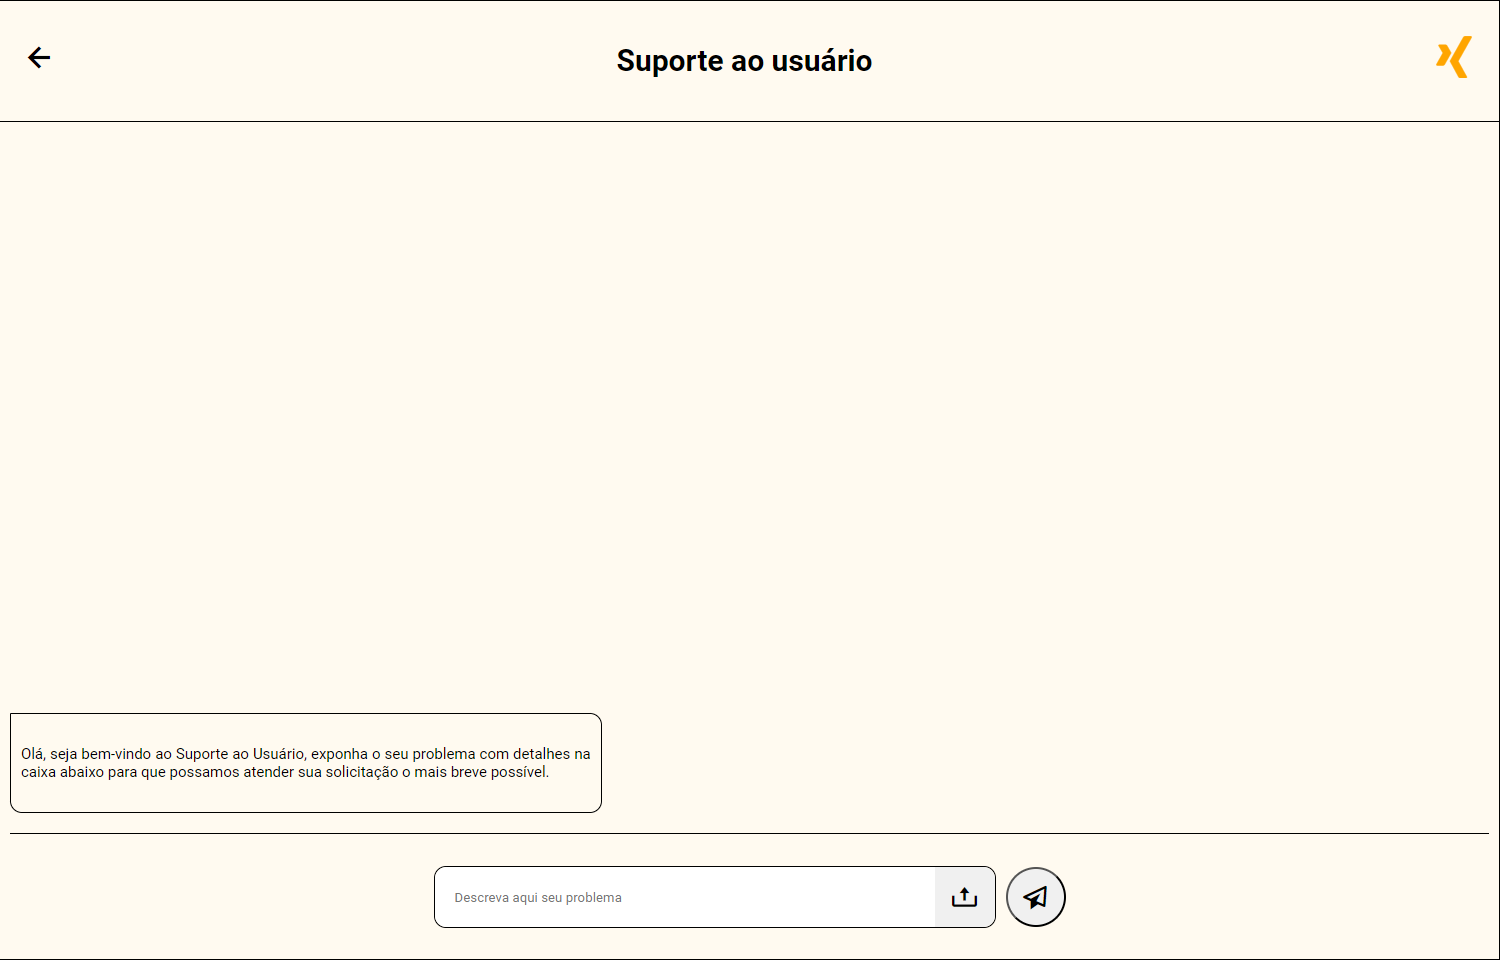 Suporte ao usuário
Olá, seja bem-vindo ao Suporte ao Usuário, exponha o seu problema com detalhes na
caixa abaixo para que possamos atender sua solicitação o mais breve possível.
Descreva aqui seu problema